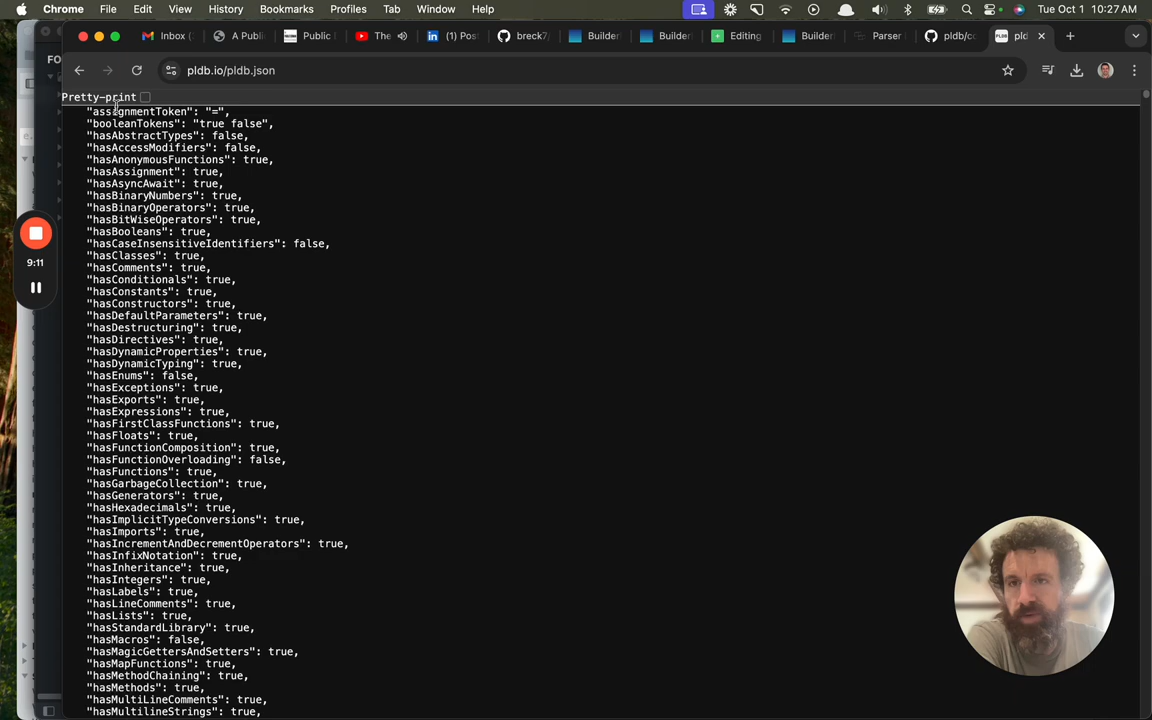 Chrome File Edit View History Bookmarks Profiles Tab Window Help Tue Oct 1 10:27 AM
Inbox ( A Publi Public The (1) Pos breck7/ Builder Builder Editing Builder Parser pldb/co pld
pldb.io/pldb.json
FO
Pretty-print
"assignmentToken": "=",
"booleanTokens": "true false",
"hasAbstractTypes": false,
"hasAccessModifiers": false,
"hasAnonymousFunctions": true,
"hasAssignment": true,
"hasAsyncAwait": true,
"hasBinaryNumbers": true,
"hasBinaryOperators": true,
"hasBitWiseOperators": true,
"hasBooleans": true,
"hasCaseInsensitiveIdentifiers": false,
"hasClasses": true,
9:11
"hasComments": true,
"hasConditionals": true,
"hasConstants": true,
"hasConstructors": true,
"hasDefaultParameters": true,
"hasDestructuring": true,
"hasDirectives": true,
"hasDynamicProperties": true,
"hasDynamicTyping": true,
"hasEnums": false,
"hasExceptions": true,
"hasExports": true,
"hasExpressions": true,
"hasFirstClassFunctions": true,
"hasFloats": true,
"hasFunctionComposition": true,
"hasFunctionOverloading": false,
"hasFunctions": true,
"hasGarbageCollection": true,
"hasGenerators": true,
"hasHexadecimals": true,
"hasImplicitTypeConversions": true,
"hasImports": true,
"hasIncrementAndDecrementOperators": true,
"hasInfixNotation": true,
"hasInheritance": true,
"hasIntegers": true,
"hasLabels": true,
"hasLineComments": true,
"hasLists": true,
"hasStandardLibrary": true,
"hasMacros": false,
"hasMagicGettersAndSetters": true,
"hasMapFunctions": true,
"hasMethodChaining": true,
"hasMethods": true,
"hasMultiLineComments": true,
"hasMultilineStrings": true,